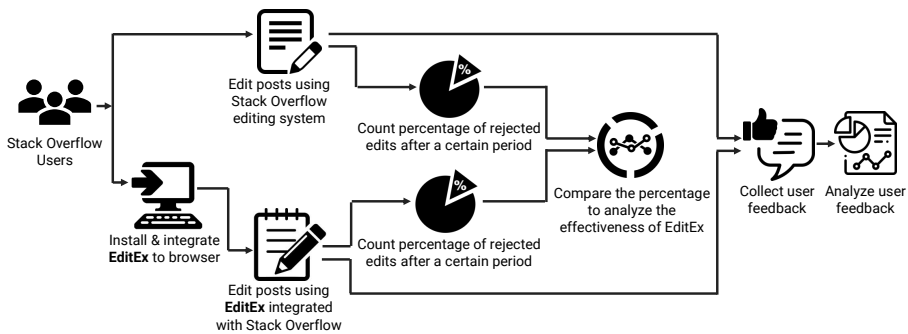 Stack Overflow
Users
Edit posts using
Stack Overflow
editing system
%
Count percentage of rejected
edits after a certain period
Install & integrate
EditEx to browser
Edit posts using
EditEx integrated
with Stack Overflow
%
Count percentage of rejected
edits after a certain period
Compare the percentage
to analyze the
effectiveness of EditEx
Collect user
feedback
Analyze user
feedback